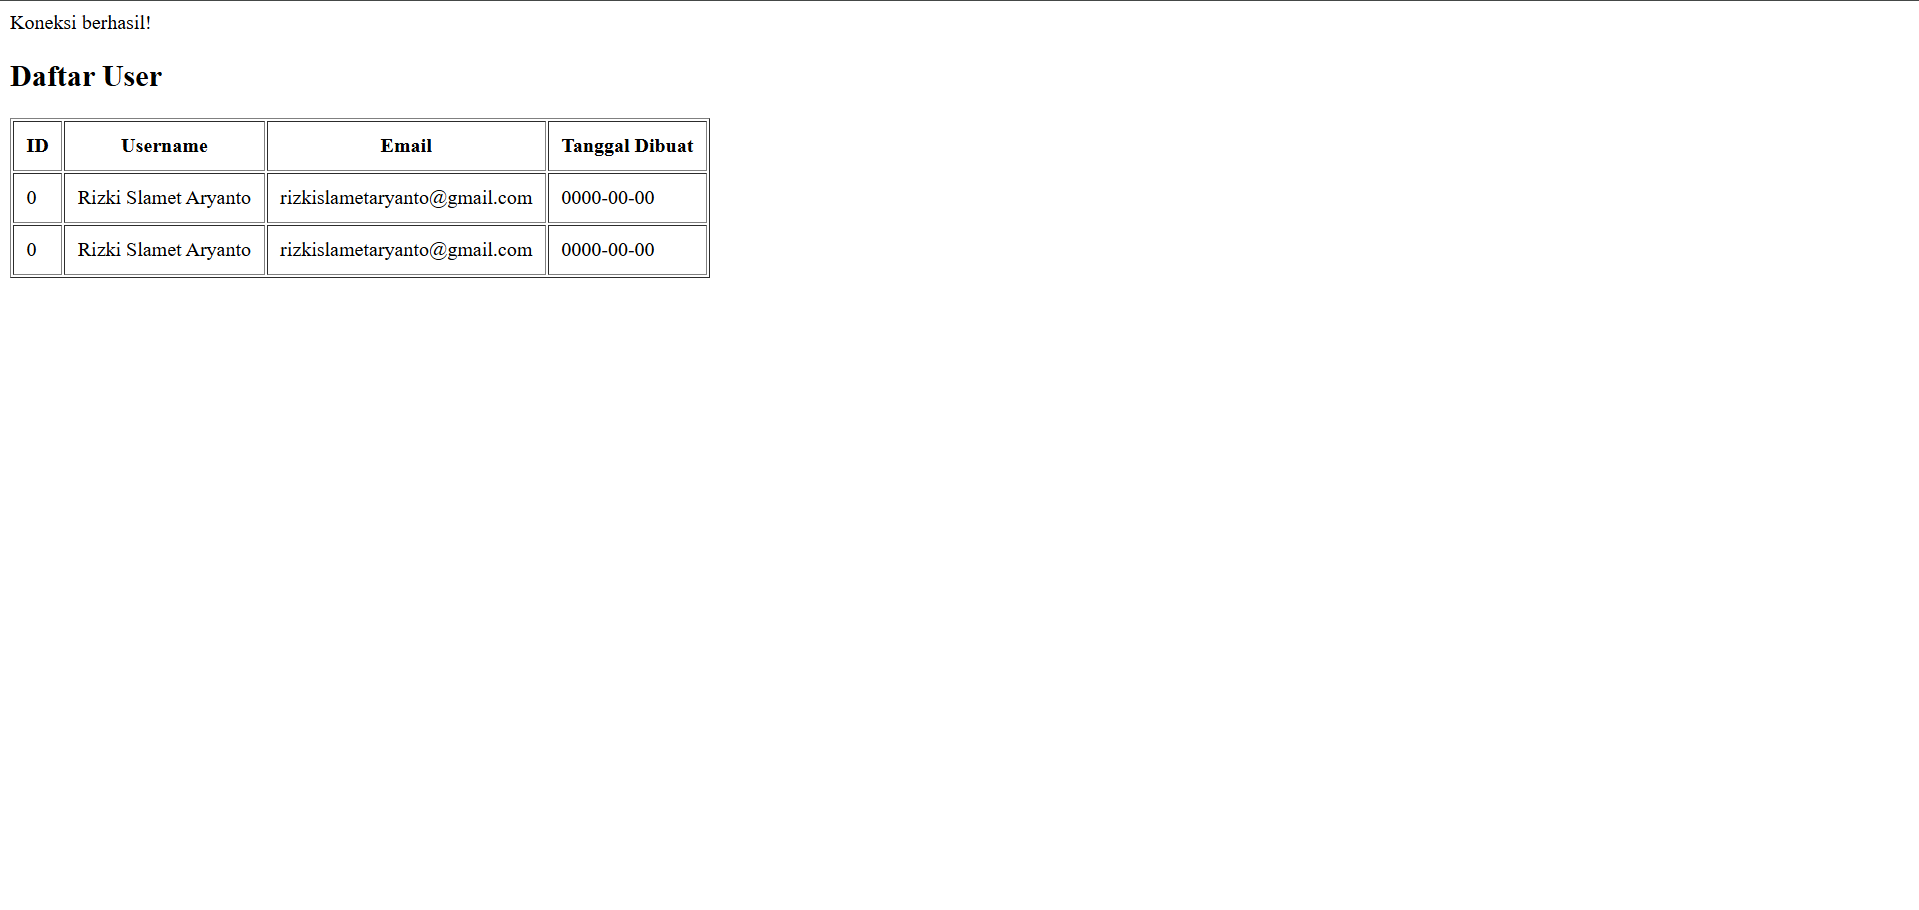 Koneksi berhasil!
Daftar User
ID Username Email Tanggal Dibuat
0 Rizki Slamet Aryanto rizkislametaryanto@gmail.com 0000-00-00
0 Rizki Slamet Aryanto rizkislametaryanto@gmail.com 0000-00-00